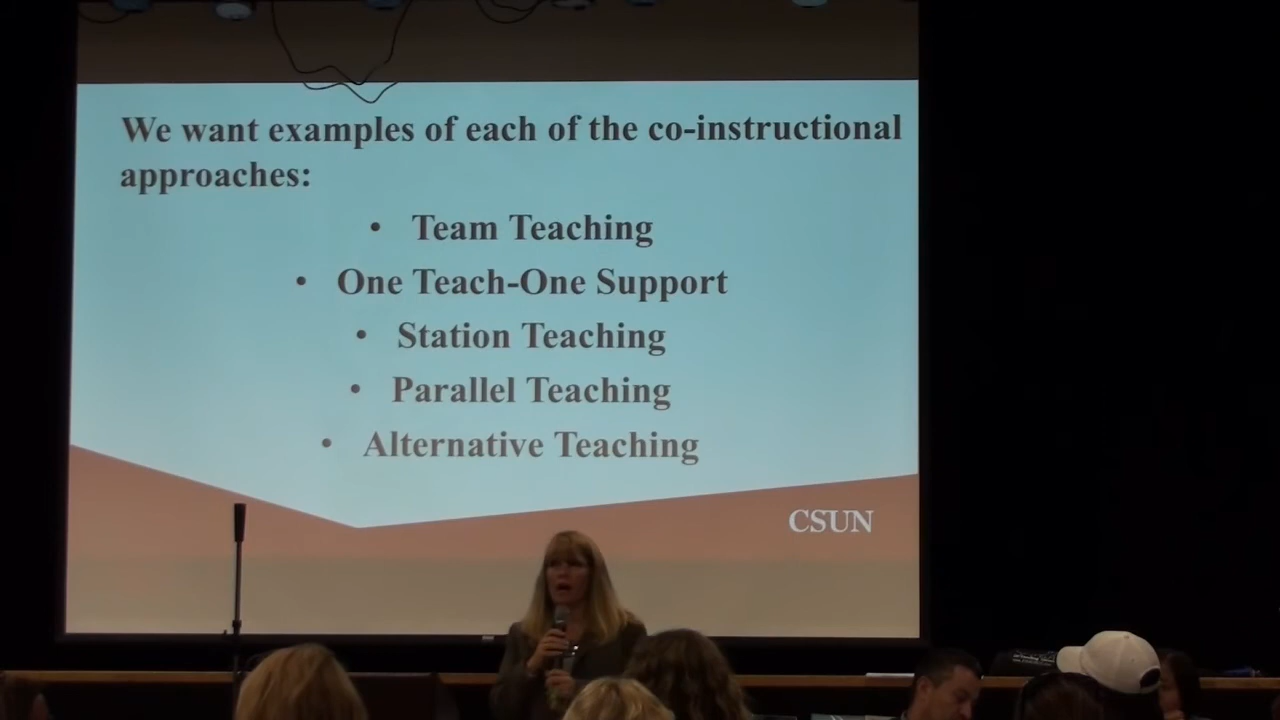 We want examples of each of the co-instructional
approaches:
• Team Teaching
• One Teach-One Support
• Station Teaching
• Parallel Teaching
• Alternative Teaching
CSUN